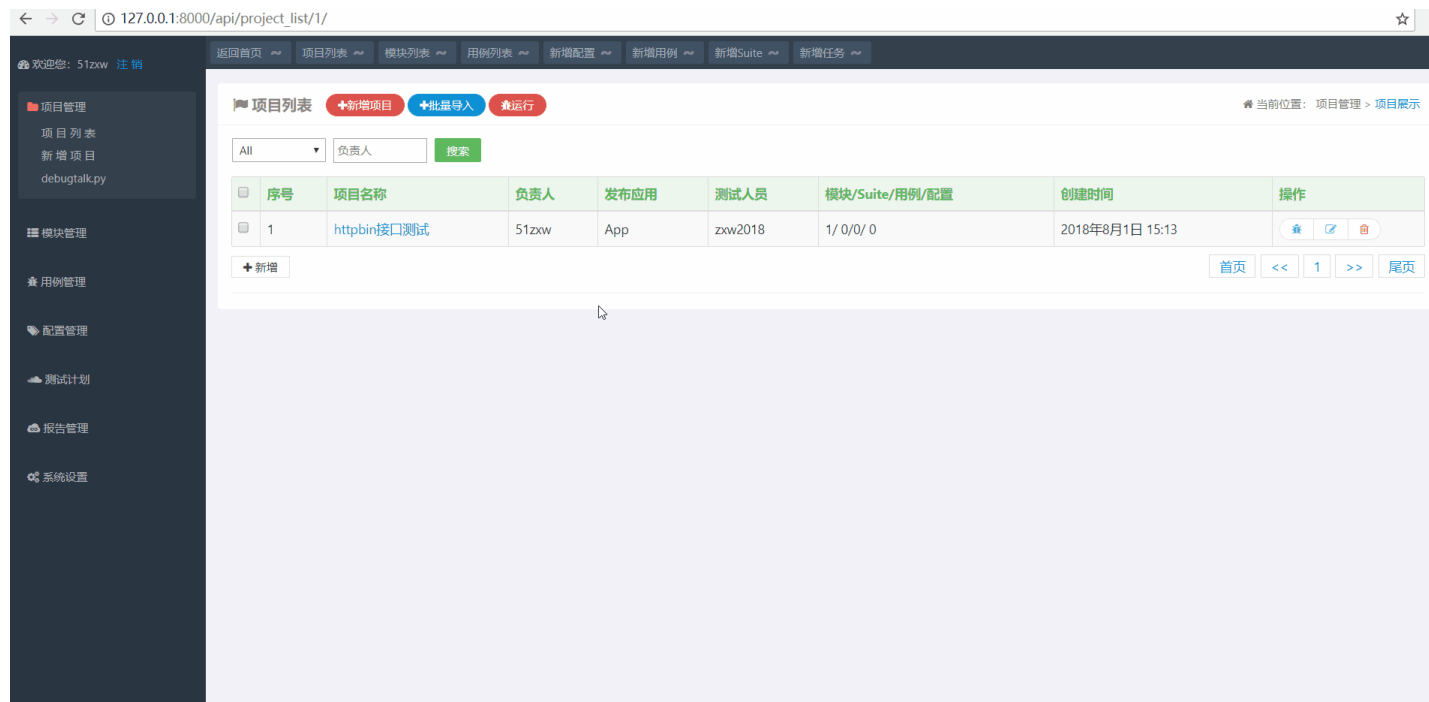 127.0.0.1:8000/api/project_list/1/
欢迎您：51zxw 注 销
返回首页 项目列表 模块列表 用例列表 新增配置 新增用例 新增Suite 新增任务
项目管理
项 目 列 表
新 增 项 目
debugtalk.py
模块管理
用例管理
配置管理
测试计划
报告管理
系统设置
项目列表 新增项目 批量导入 运行
当前位置： 项目管理 > 项目展示
All 负责人 搜索
序号 项目名称 负责人 发布应用 测试人员 模块/Suite/用例/配置 创建时间 操作
1 httpbin接口测试 51zxw App zxw2018 1/ 0/0/ 0 2018年8月1日 15:13
新增
首页 << 1 >> 尾页